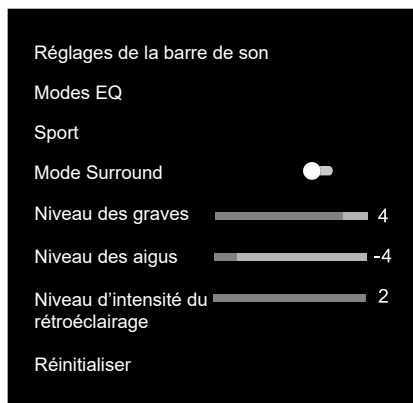 Réglages de la barre de son
Modes EQ
Sport
Mode Surround
Niveau des graves 4
Niveau des aigus -4
Niveau d'intensité du 2
rétroéclairage
Réinitialiser